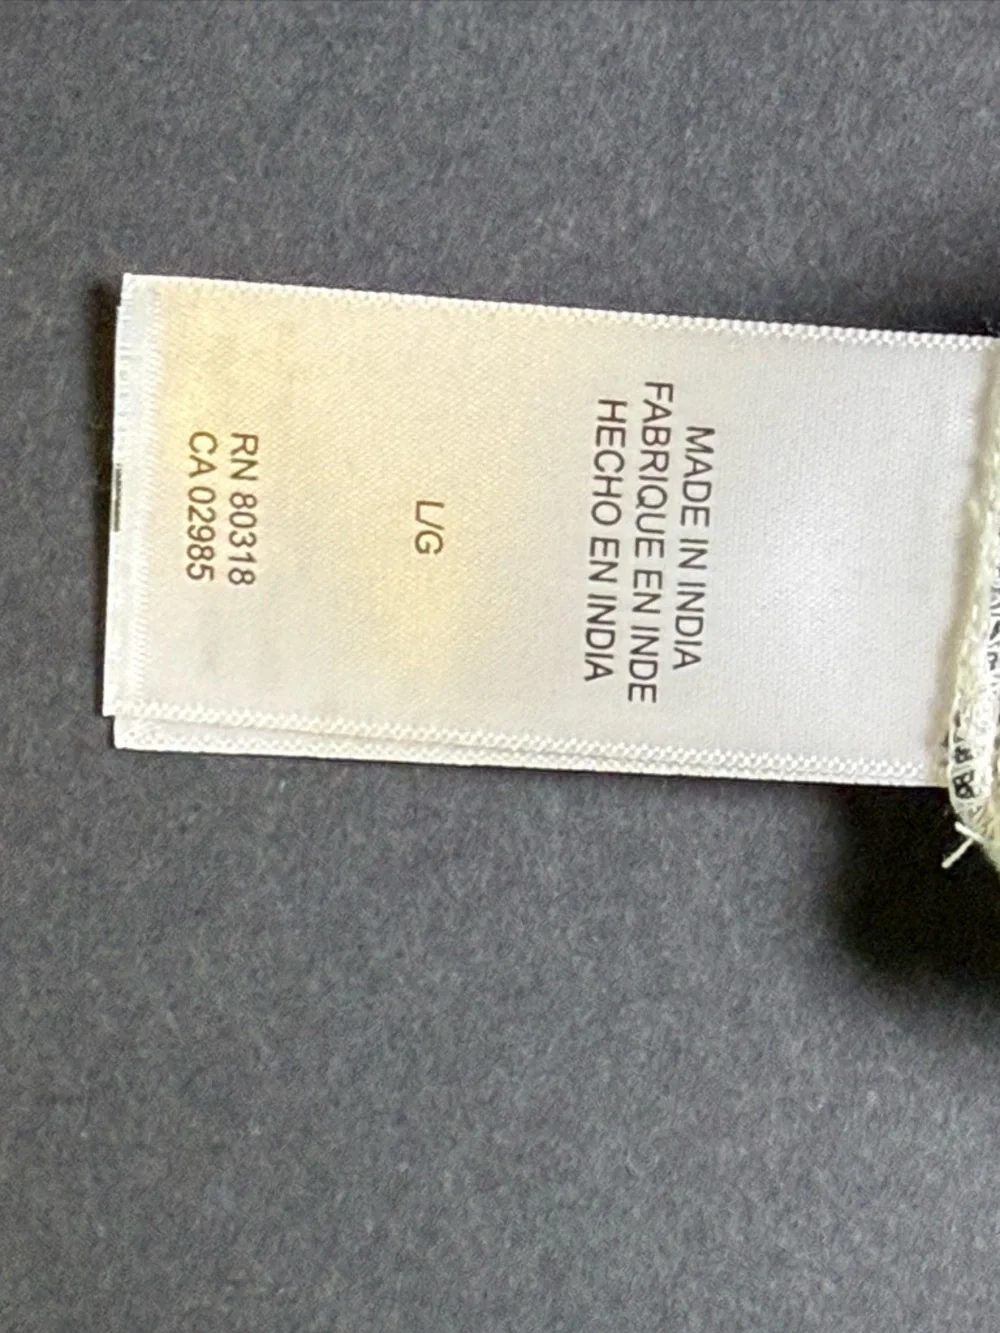 MADE IN INDIA
FABRIQUE EN INDE
HECHO EN INDIA
L/G
RN 80318
CA 02985